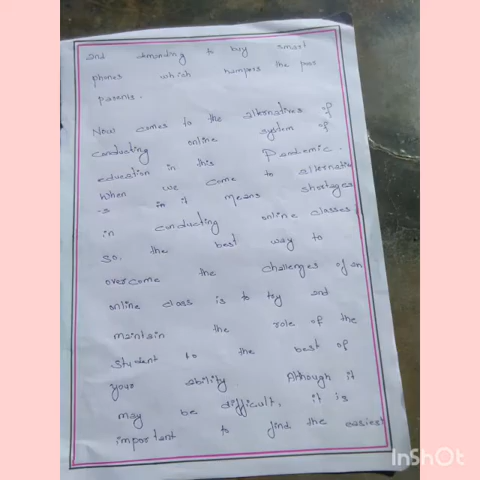 and demanding to buy smart
phones which humpers the poor
parents.
Now comes to the alternatives of
conducting online system of
education in this Pandemic.
When we come to alternative
-s in it means shortages
in conducting online classes.
So, the best way to
overcome the challenges of an
online class is to try and
maintain the role of the
student to the best of
your ability Although it
may be difficult, it is
important to find the easiest
InShOt